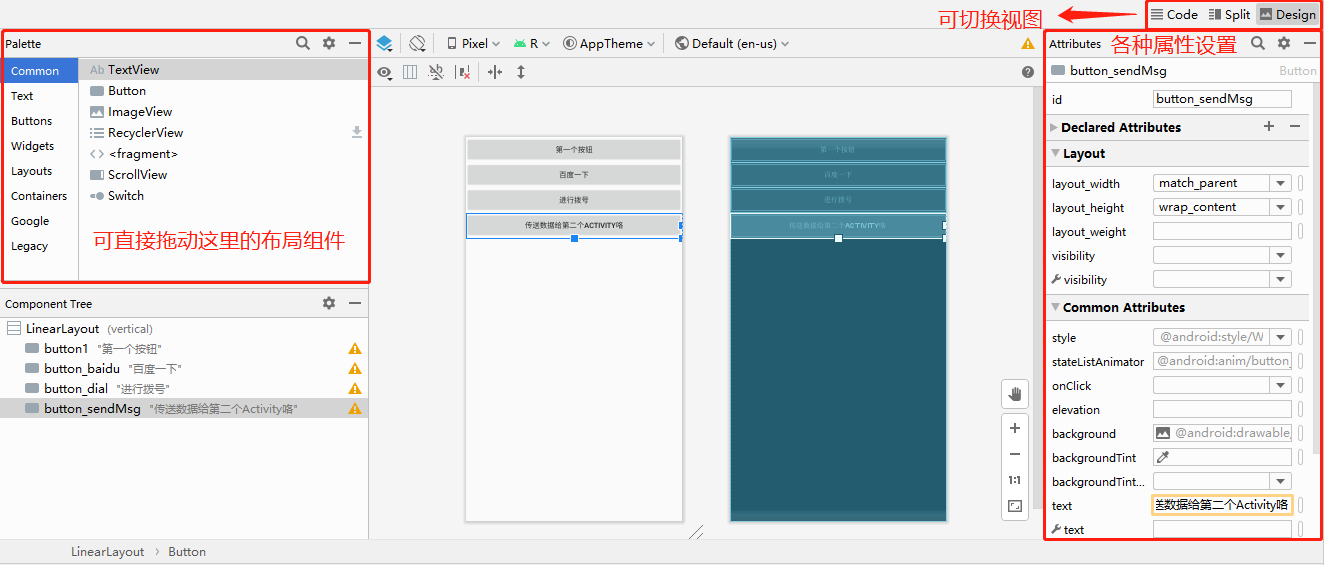 可切换视图
Code Split Design
Palette
Pixel R AppTheme Default (en-us)
Attributes 各种属性设置
Common
Text
Buttons
Widgets
Layouts
Containers
Google
Legacy
Ab TextView
Button
ImageView
RecyclerView
<fragment>
ScrollView
Switch
可直接拖动这里的布局组件
Component Tree
LinearLayout (vertical)
button1 "第一个按钮"
button_baidu "百度一下"
button_dial "进行拨号"
button_sendMsg "传送数据给第二个Activity咯"
第一个按钮
百度一下
进行拨号
传送数据给第二个ACTIVITY咯
第一个按钮
百度一下
进行拨号
传送数据给第二个ACTIVITY咯
1:1
button_sendMsg Button
id button_sendMsg
Declared Attributes
Layout
layout_width match_parent
layout_height wrap_content
layout_weight
visibility
visibility
Common Attributes
style @android:style/W
stateListAnimator @android:anim/button_
onClick
elevation
background @android:drawable
backgroundTint
backgroundTint...
text 数据给第二个Activity咯
text
LinearLayout › Button